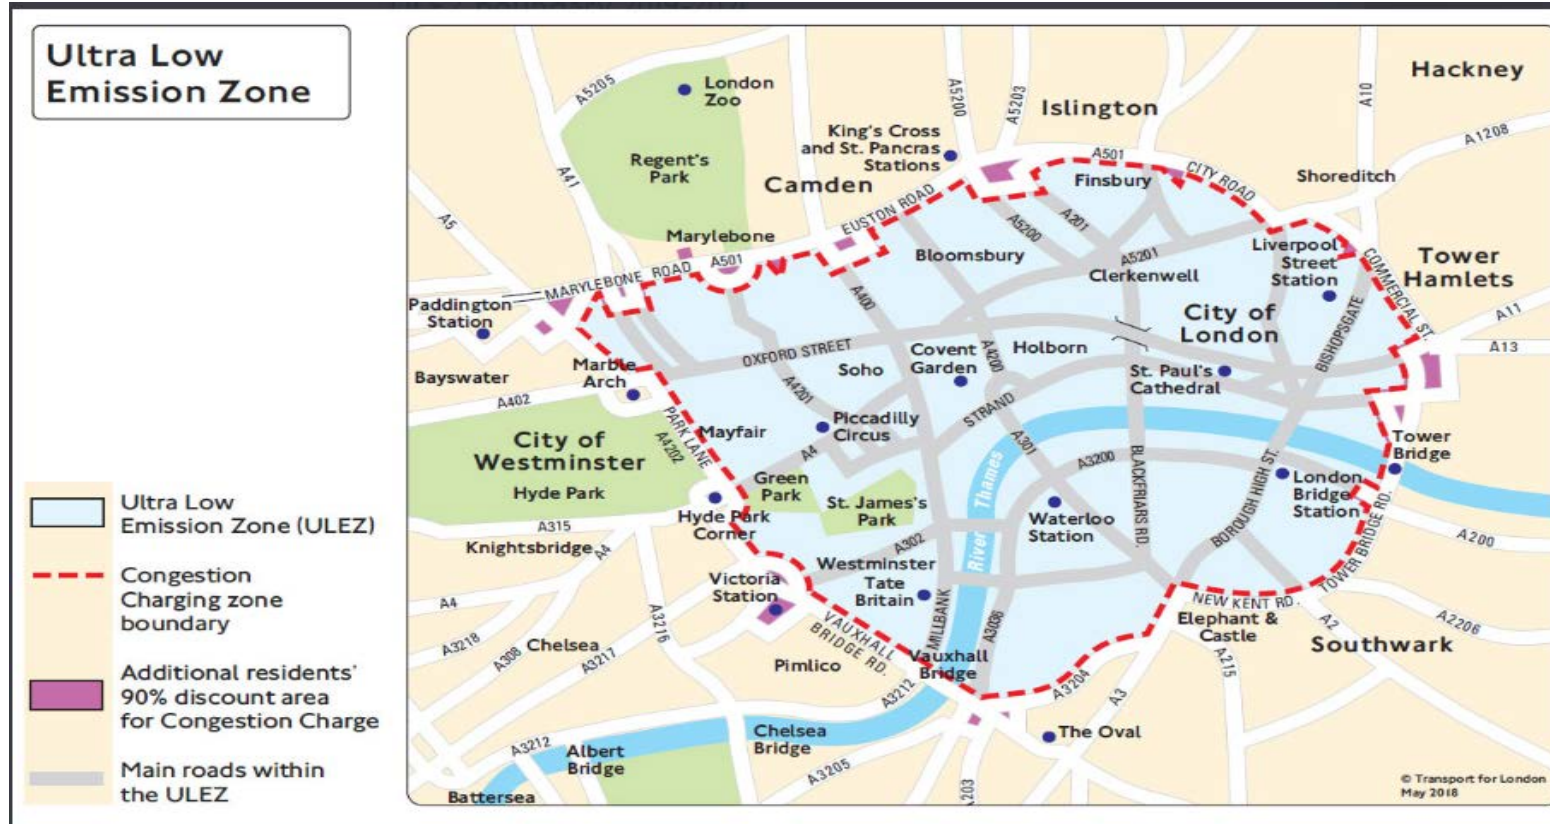 Ultra Low
Emission Zone
Ultra Low
Emission Zone (ULEZ)
Congestion
Charging zone
boundary
Additional residents'
90% discount area
for Congestion Charge
Main roads within
the ULEZ
A5205
London
Zoo
A5200
A5203
Islington
Hackney
A10
A1208
King's Cross
and St. Pancras
Stations
Regent's
Park
A41
Camden
A501
Finsbury
CITY ROAD
Shoreditch
A5
EUSTON ROAD
Marylebone
A501
MARYLEBONE ROAD
A5200
A201
Bloomsbury
A5201
Clerkenwell
Liverpool
Street
Station
COMMERCIAL ST.
Tower
Hamlets
Paddington
Station
A400
City of
London
BISHOPSGATE
A11
A13
OXFORD STREET
Covent
Garden
A4200
Holborn
Soho
Marble
Arch
Bayswater
A402
St. Paul's
Cathedral
A4201
PARK LANE
A4202
Mayfair
Piccadilly
Circus
STRAND
City of
Westminster
Hyde Park
A4
A301
BLACKFRIARS RD.
A3200
Tower
Bridge
Green
Park
St. James's
Park
River Thames
BOROUGH HIGH ST.
London
Bridge
Station
Hyde Park
Corner
A315
Knightsbridge
A4
Waterloo
Station
TOWER BRIDGE RD.
A200
A302
Westminster
Tate
Britain
Victoria
Station
A4
A3216
MILLBANK
A3036
NEW KENT RD.
Elephant &
Castle
A2
A2206
A3218
A308
Chelsea
A3217
VAUXHALL
BRIDGE RD.
Pimlico
Vauxhall
Bridge
A3204
A3
A215
Southwark
A3212
Chelsea
Bridge
The Oval
A3212
Albert
Bridge
A3205
A203
Battersea
© Transport for London
May 2018